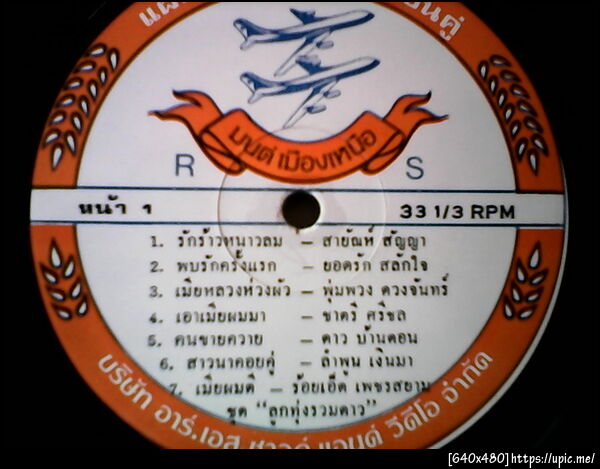 มนต์เมืองเหนือ
R S
หน้า 1 33 1/3 RPM
1. รักร้าวหนาวลม – สายัณห์ สัญญา
2. พบรักครั้งแรก – ยอดรัก สลักใจ
3. เมียหลวงห่วงผัว – พุ่มพวง ดวงจันทร์
4. เอาเมียผมมา – ชาตรี ศรีชล
5. คนขายควาย – ดาว บ้านดอน
6. สาวนาคอยคู่ – ลำพูน เงินมา
7. เมียผมดี – ร้อยเอ็ด เพชรสยาม
ชุด "ลูกทุ่งรวมดาว"
บริษัท อาร์.เอส ซาวด์ แอนด์ วีดีโอ จำกัด
[640x480]https://upic.me/